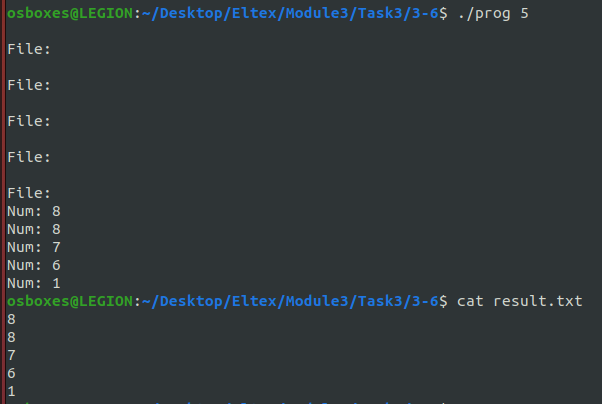 osboxes@LEGION:~/Desktop/Eltex/Module3/Task3/3-6$ ./prog 5
File:
File:
File:
File:
File:
Num: 8
Num: 8
Num: 7
Num: 6
Num: 1
osboxes@LEGION:~/Desktop/Eltex/Module3/Task3/3-6$ cat result.txt
8
8
7
6
1